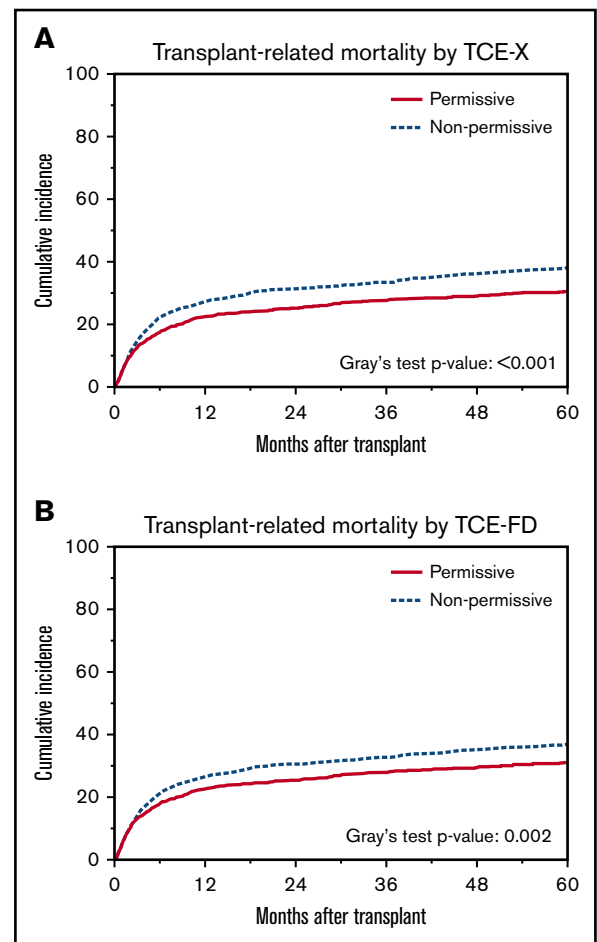 A
Transplant-related mortality by TCE-X
100
80
60
40
20
0
Cumulative incidence
Permissive
Non-permissive
Gray's test p-value: <0.001
0 12 24 36 48 60
Months after transplant
B
Transplant-related mortality by TCE-FD
100
80
60
40
20
0
Cumulative incidence
Permissive
Non-permissive
Gray's test p-value: 0.002
0 12 24 36 48 60
Months after transplant